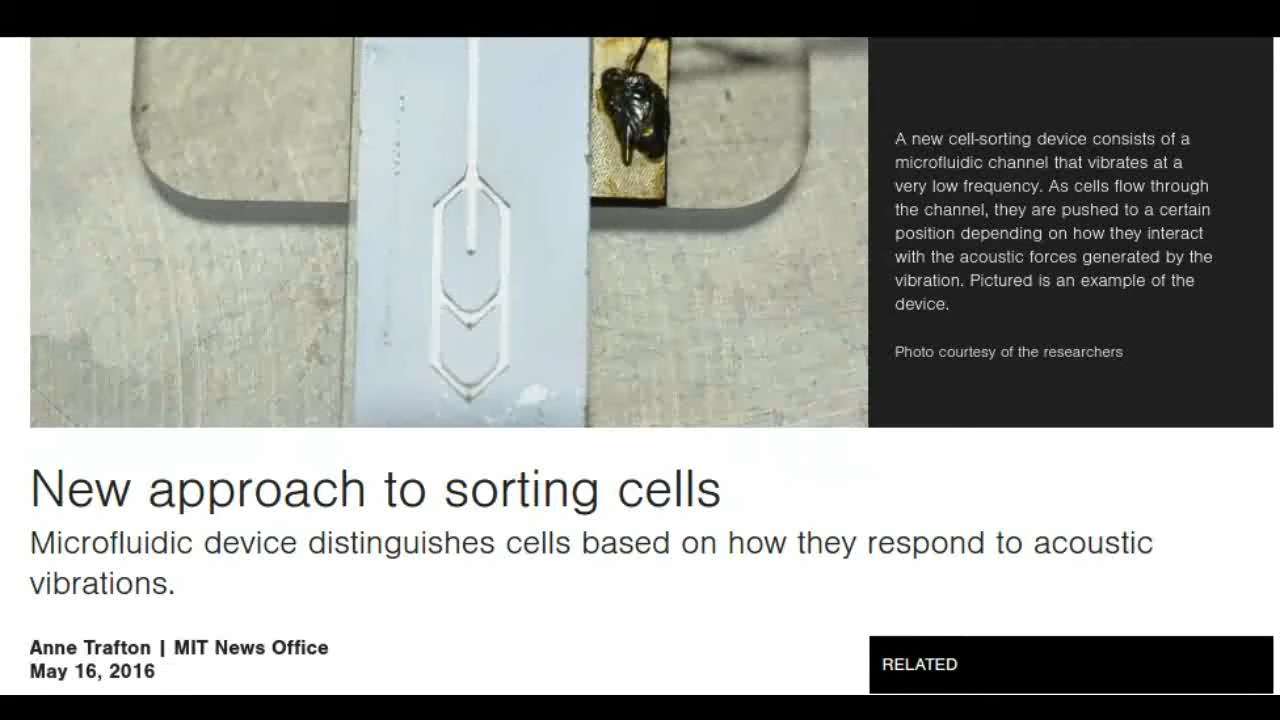 A new cell-sorting device consists of a
microfluidic channel that vibrates at a
very low frequency. As cells flow through
the channel, they are pushed to a certain
position depending on how they interact
with the acoustic forces generated by the
vibration. Pictured is an example of the
device.
Photo courtesy of the researchers
New approach to sorting cells
Microfluidic device distinguishes cells based on how they respond to acoustic
vibrations.
Anne Trafton | MIT News Office
May 16, 2016
RELATED